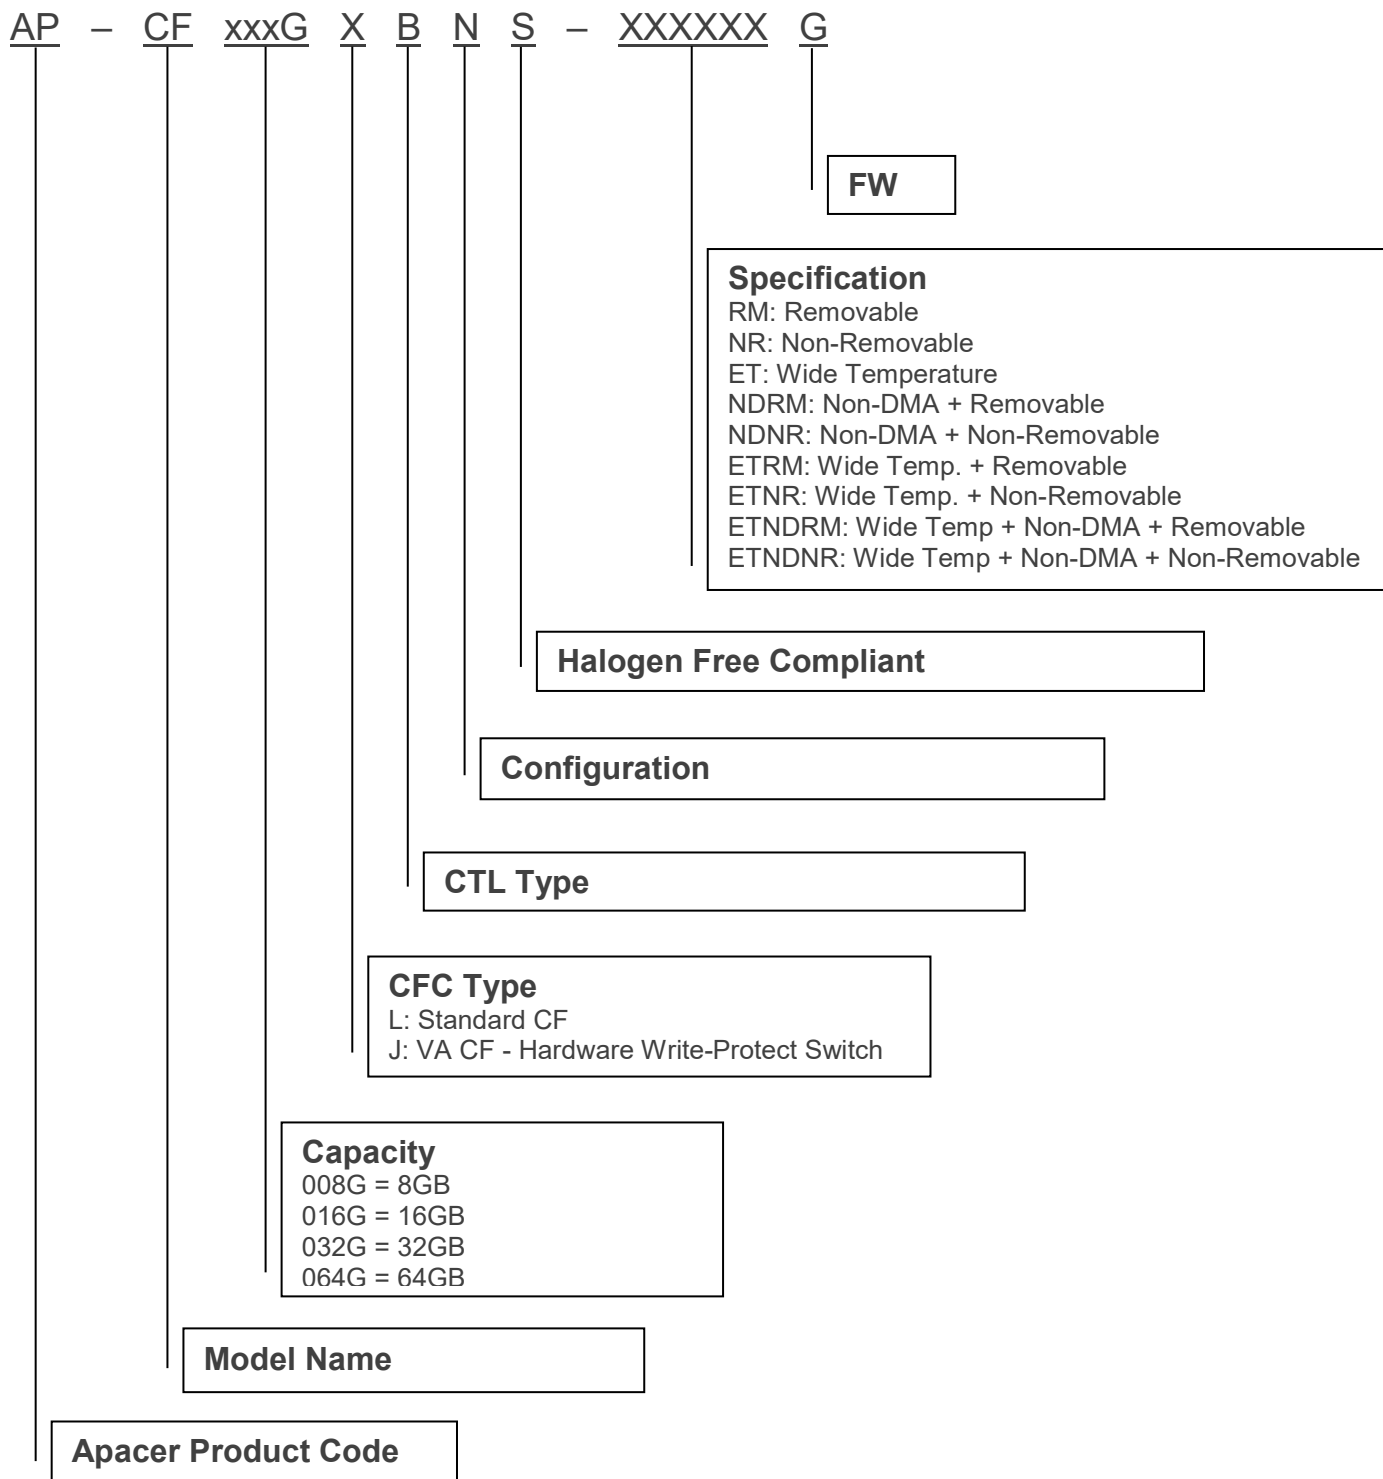 AP – CF xxxG X B N S – XXXXXX G
FW
Specification
RM: Removable
NR: Non-Removable
ET: Wide Temperature
NDRM: Non-DMA + Removable
NDNR: Non-DMA + Non-Removable
ETRM: Wide Temp. + Removable
ETNR: Wide Temp. + Non-Removable
ETNDRM: Wide Temp + Non-DMA + Removable
ETNDNR: Wide Temp + Non-DMA + Non-Removable
Halogen Free Compliant
Configuration
CTL Type
CFC Type
L: Standard CF
J: VA CF - Hardware Write-Protect Switch
Capacity
008G = 8GB
016G = 16GB
032G = 32GB
064G = 64GB
Model Name
Apacer Product Code